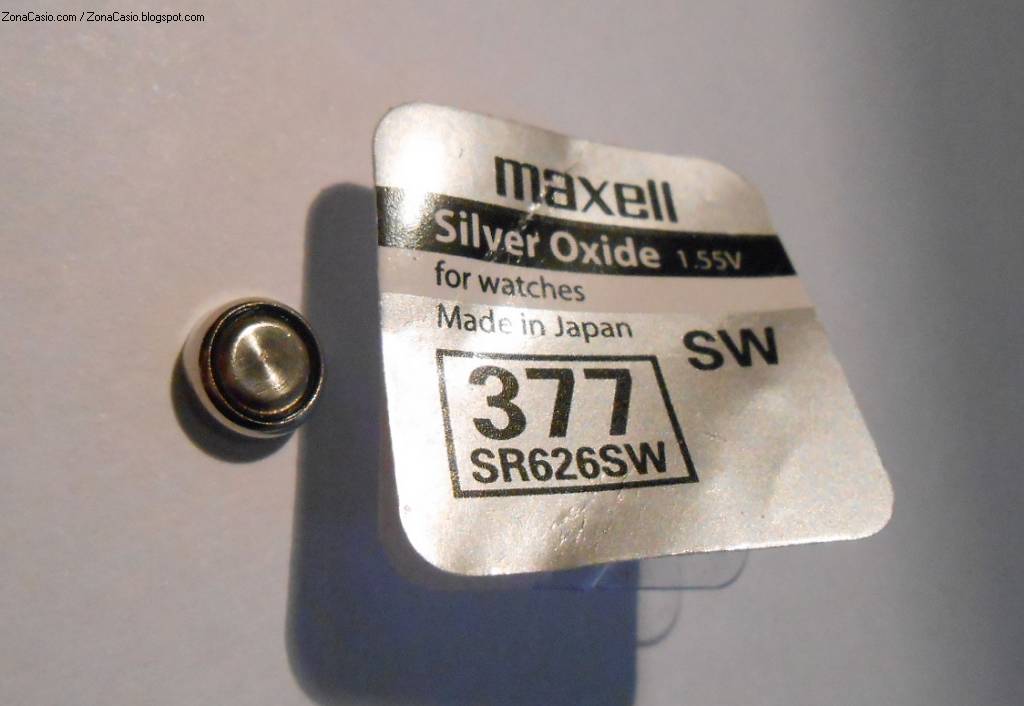 ZonaCasio.com / ZonaCasio.blogspot.com
maxell
Silver Oxide 1.55V
for watches
Made in Japan
SW
377
SR626SW